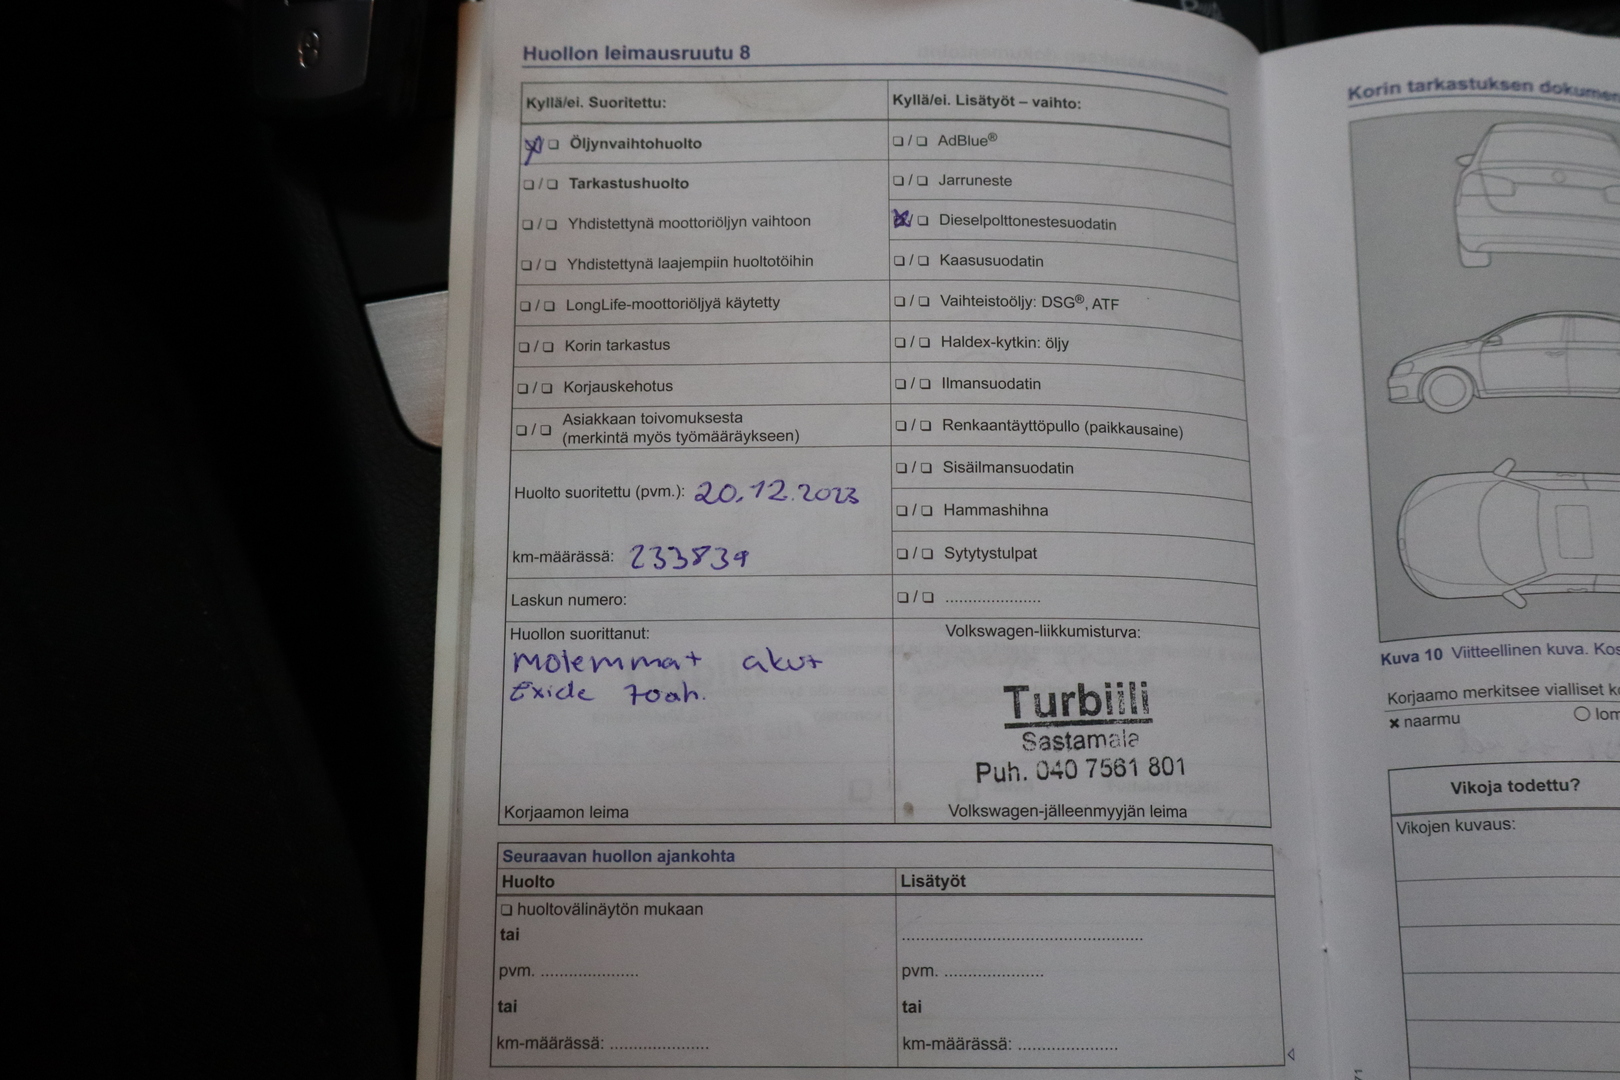 Huollon leimausruutu 8
Kyllä/ei. Suoritettu:
Öljynvaihtohuolto
Tarkastushuolto
Yhdistettynä moottoriöljyn vaihtoon
Yhdistettynä laajempiin huoltotöihin
LongLife-moottoriöljyä käytetty
Korin tarkastus
Korjauskehotus
Asiakkaan toivomuksesta
(merkintä myös työmääräykseen)
Huolto suoritettu (pvm.): 20.12.2023
km-määrässä: 233839
Laskun numero:
Huollon suorittanut:
Molemmat akut
Exide 70ah.
Korjaamon leima
Kyllä/ei. Lisätyöt – vaihto:
AdBlue®
Jarruneste
Dieselpolttonestesuodatin
Kaasusuodatin
Vaihteistoöljy: DSG®, ATF
Haldex-kytkin: öljy
Ilmansuodatin
Renkaantäyttöpullo (paikkausaine)
Sisäilmansuodatin
Hammashihna
Sytytystulpat
Volkswagen-liikkumisturva:
Turbiili
Sastamala
Puh. 040 7561 801
Volkswagen-jälleenmyyjän leima
Seuraavan huollon ajankohta
Huolto
huoltovälinäytön mukaan
tai
pvm. ....................
tai
km-määrässä: ....................
Lisätyöt
pvm. ....................
tai
km-määrässä: ....................
Korin tarkastuksen dokumen
Kuva 10 Viitteellinen kuva. Kos
Korjaamo merkitsee vialliset k
x naarmu
O lom
Vikoja todettu?
Vikojen kuvaus: